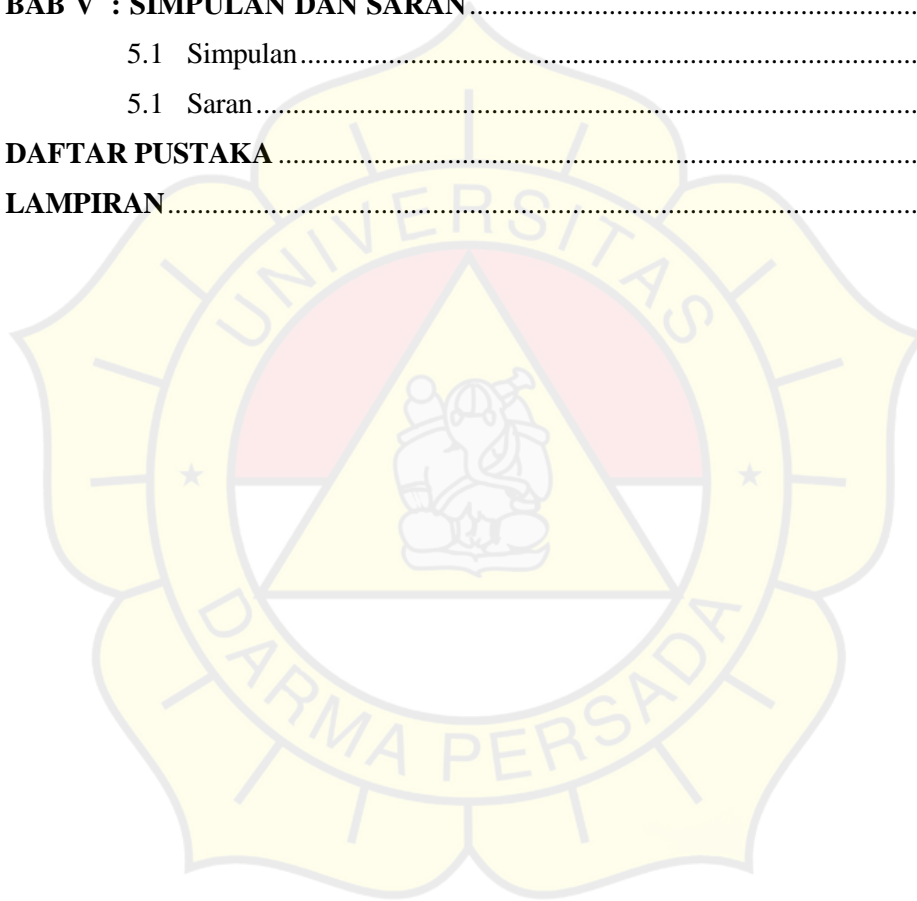 BAB V : SIMPULAN DAN SARAN................................................................
5.1 Simpulan................................................................................
5.1 Saran......................................................................................
DAFTAR PUSTAKA......................................................................................
LAMPIRAN....................................................................................................
UNIVERSITAS
DARMA PERSADA